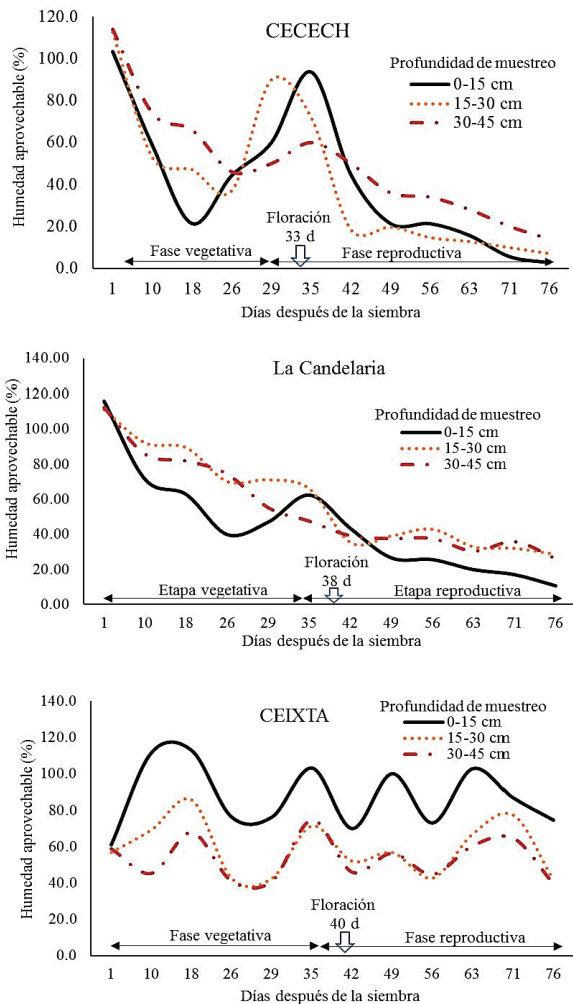 CECECH
Humedad aprovechable (%)
120.0
100.0
80.0
60.0
40.0
20.0
0.0
Profundidad de muestreo
0-15 cm
15-30 cm
30-45 cm
Floración
33 d
Fase vegetativa
Fase reproductiva
1 10 18 26 29 35 42 49 56 63 71 76
Días después de la siembra
La Candelaria
Humedad aprovechable (%)
140.00
120.00
100.00
80.00
60.00
40.00
20.00
0.00
Profundidad de muestreo
0-15 cm
15-30 cm
30-45 cm
Floración
38 d
Etapa vegetativa
Etapa reproductiva
1 10 18 26 29 35 42 49 56 63 71 76
Días después de la siembra
CEIXTA
Humedad aprovechable (%)
140.0
120.0
100.0
80.0
60.0
40.0
20.0
0.0
Profundidad de muestreo
0-15 cm
15-30 cm
30-45 cm
Floración
40 d
Fase vegetativa
Fase reproductiva
1 10 18 26 29 35 42 49 56 63 71 76
Días después de la siembra